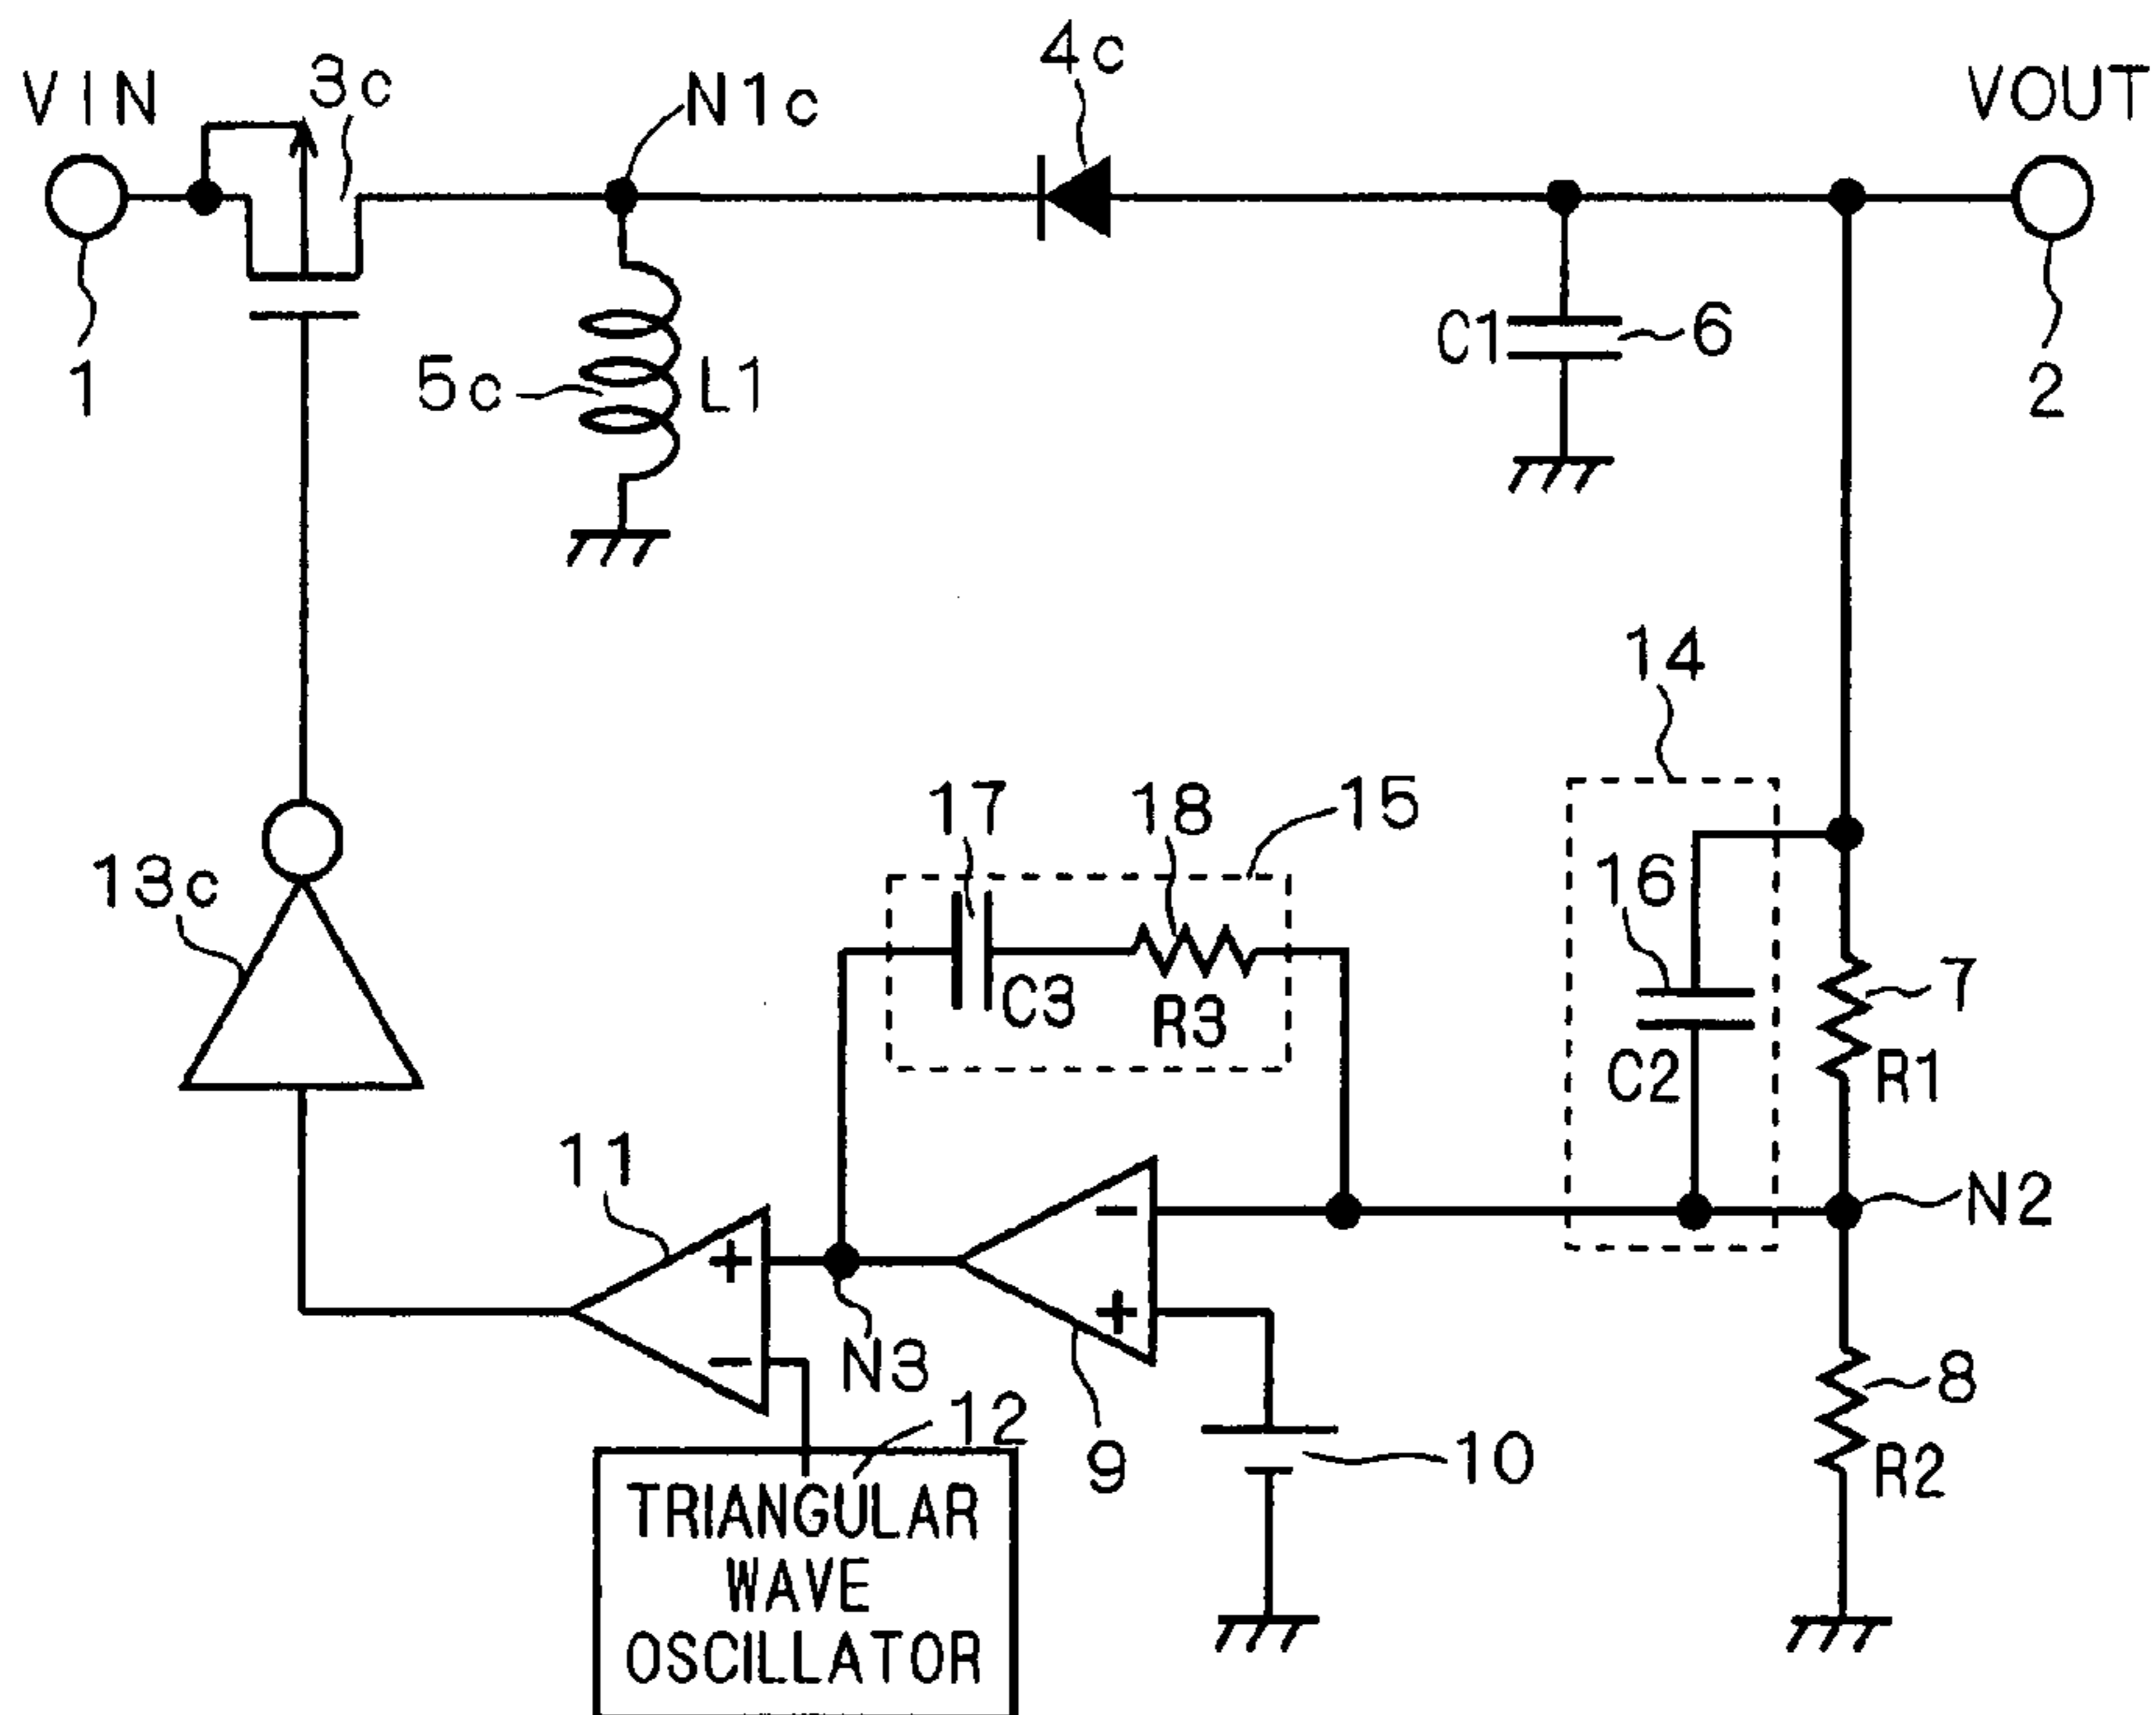 VIN
3c
N1c
4c
VOUT
1
5c
L1
C1
6
2
14
17
18
15
13c
16
C3
R3
C2
7
R1
11
N2
+
-
-
+
N3
12
9
10
8
R2
TRIANGULAR
WAVE
OSCILLATOR